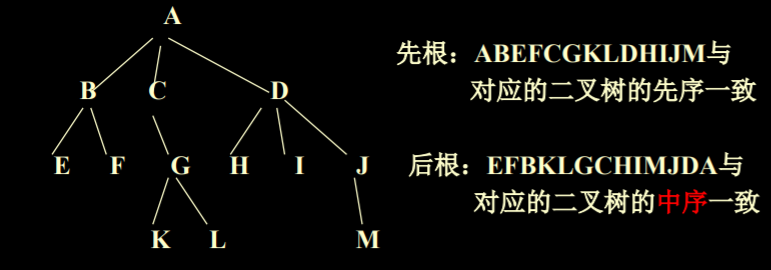 A
先根：ABEFCGKLDHIJM与
对应的二叉树的先序一致
B C D
E F G H I J
后根：EFBKLGCHIMJDA与
对应的二叉树的中序一致
K L M